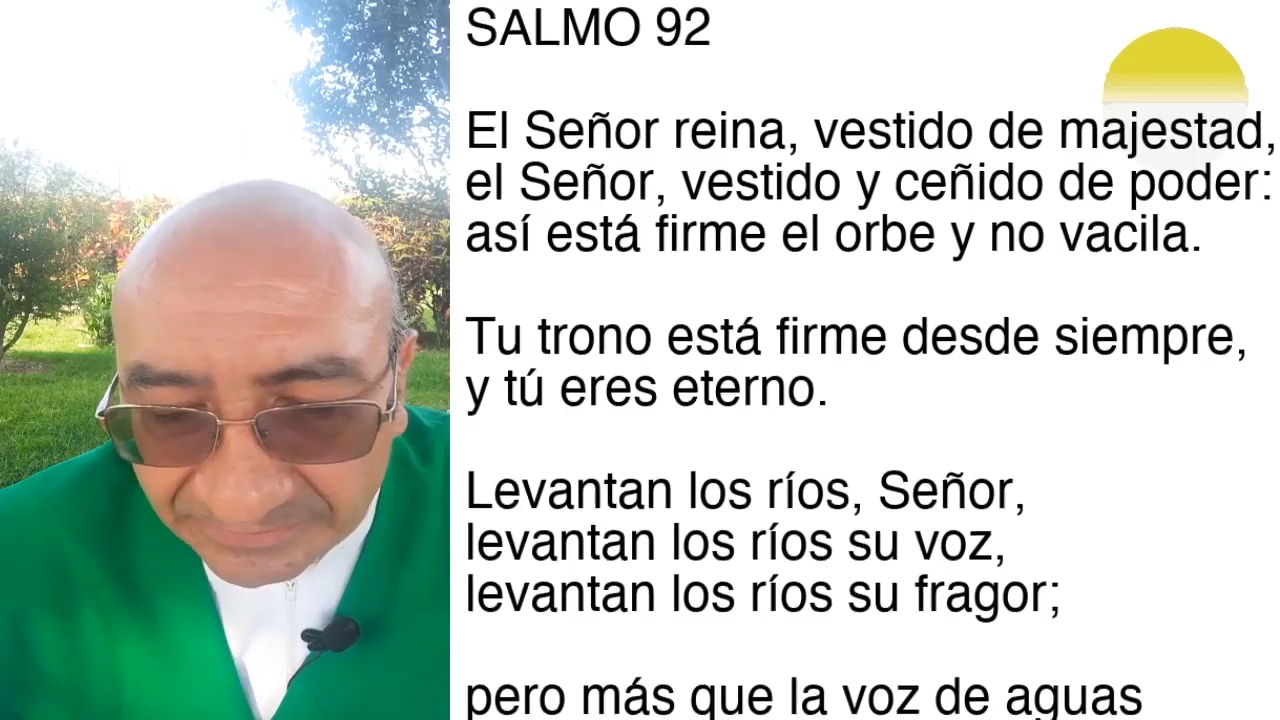 SALMO 92
El Señor reina, vestido de majestad,
el Señor, vestido y ceñido de poder:
así está firme el orbe y no vacila.
Tu trono está firme desde siempre,
y tú eres eterno.
Levantan los ríos, Señor,
levantan los ríos su voz,
levantan los ríos su fragor;
pero más que la voz de aguas